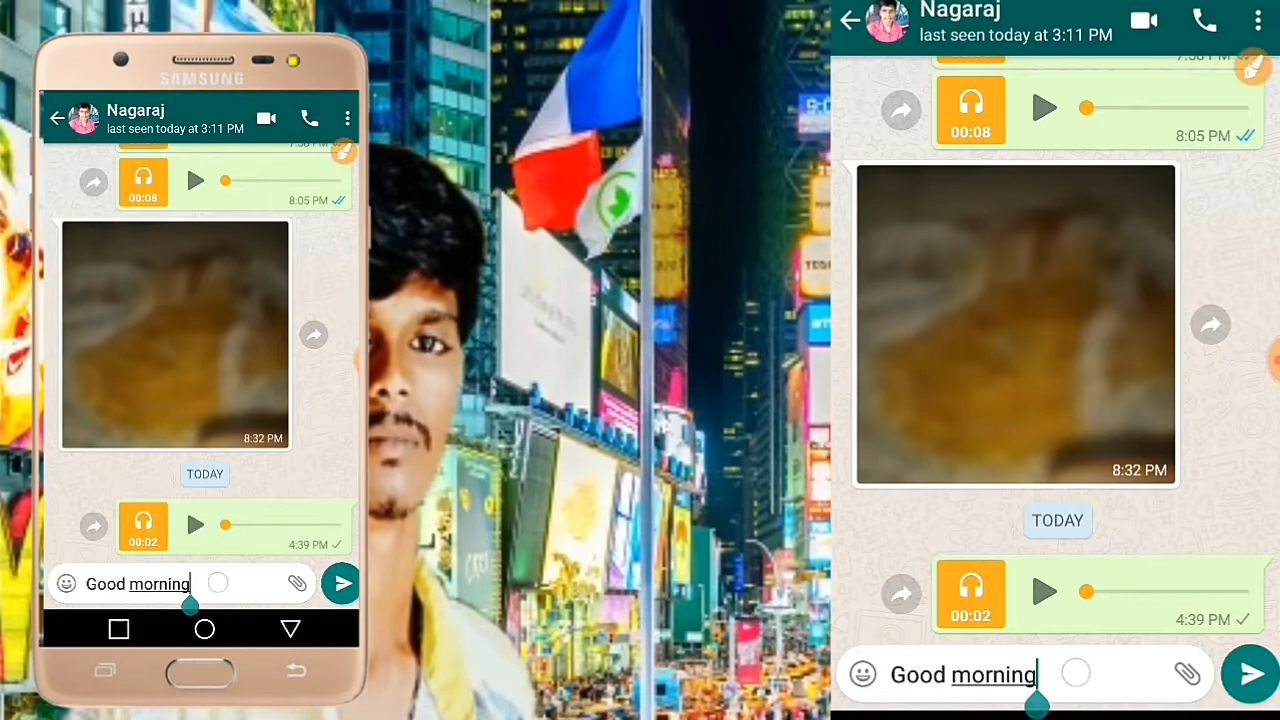 SAMSUNG
Nagaraj
last seen today at 3:11 PM
00:08
8:05 PM
8:32 PM
TODAY
00:02
4:39 PM
Good morning
Nagaraj
last seen today at 3:11 PM
00:08
8:05 PM
8:32 PM
TODAY
00:02
4:39 PM
Good morning